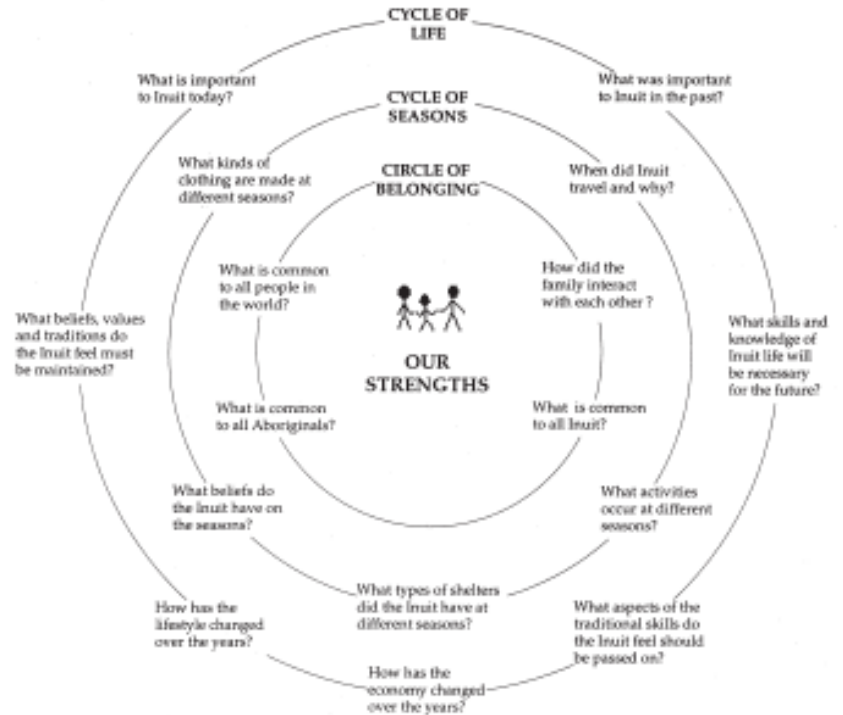 CYCLE OF
LIFE
What is important
to Inuit today?
What was important
to Inuit in the past?
CYCLE OF
SEASONS
What kinds of
clothing are made at
different seasons?
When did Inuit
travel and why?
CIRCLE OF
BELONGING
What is common
to all people in
the world?
How did the
family interact
with each other ?
What beliefs, values
and traditions do
the Inuit feel must
be maintained?
What skills and
knowledge of
Inuit life will
be necessary
for the future?
OUR
STRENGTHS
What is common
to all Aboriginals?
What is common
to all Inuit?
What beliefs do
the Inuit have on
the seasons?
What activities
occur at different
seasons?
What types of shelters
did the Inuit have at
different seasons?
How has the
lifestyle changed
over the years?
What aspects of the
traditional skills do
the Inuit feel should
be passed on?
How has the
economy changed
over the years?